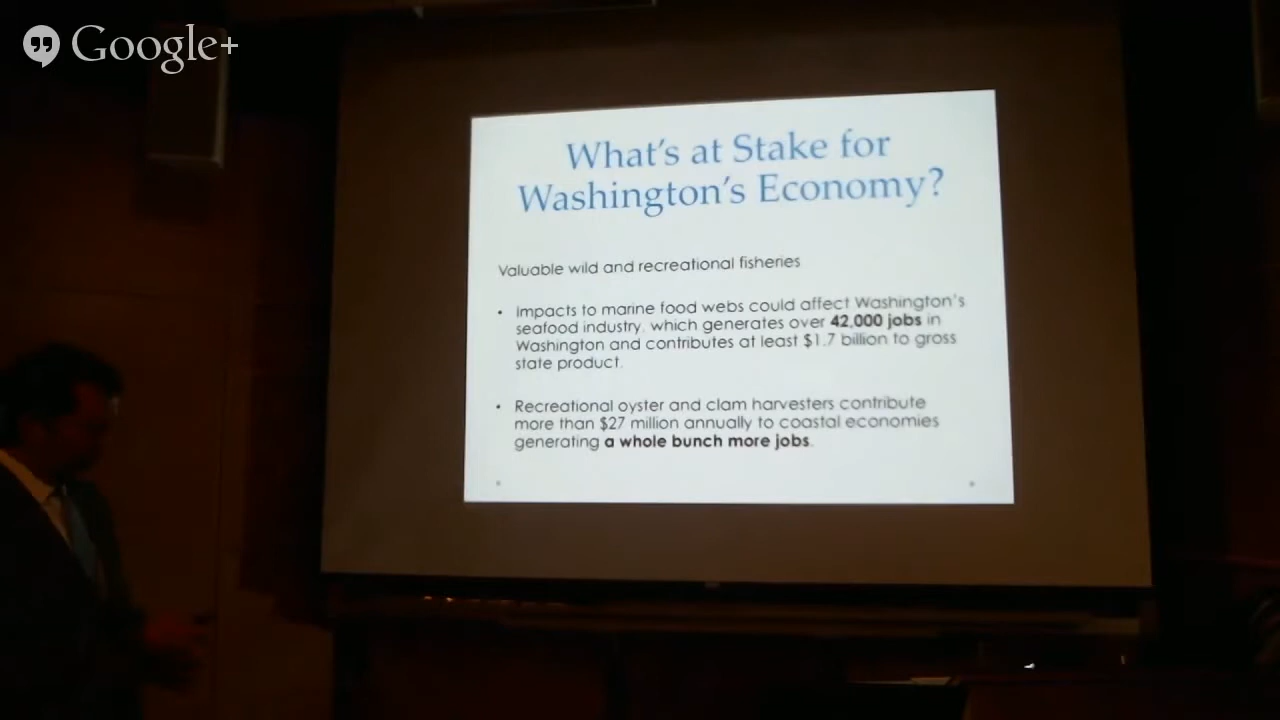 Google+
What's at Stake for
Washington's Economy?
Valuable wild and recreational fisheries
• Impacts to marine food webs could affect Washington's
seafood industry, which generates over 42,000 jobs in
Washington and contributes at least $1.7 billion to gross
state product.
• Recreational oyster and clam harvesters contribute
more than $27 million annually to coastal economies
generating a whole bunch more jobs.